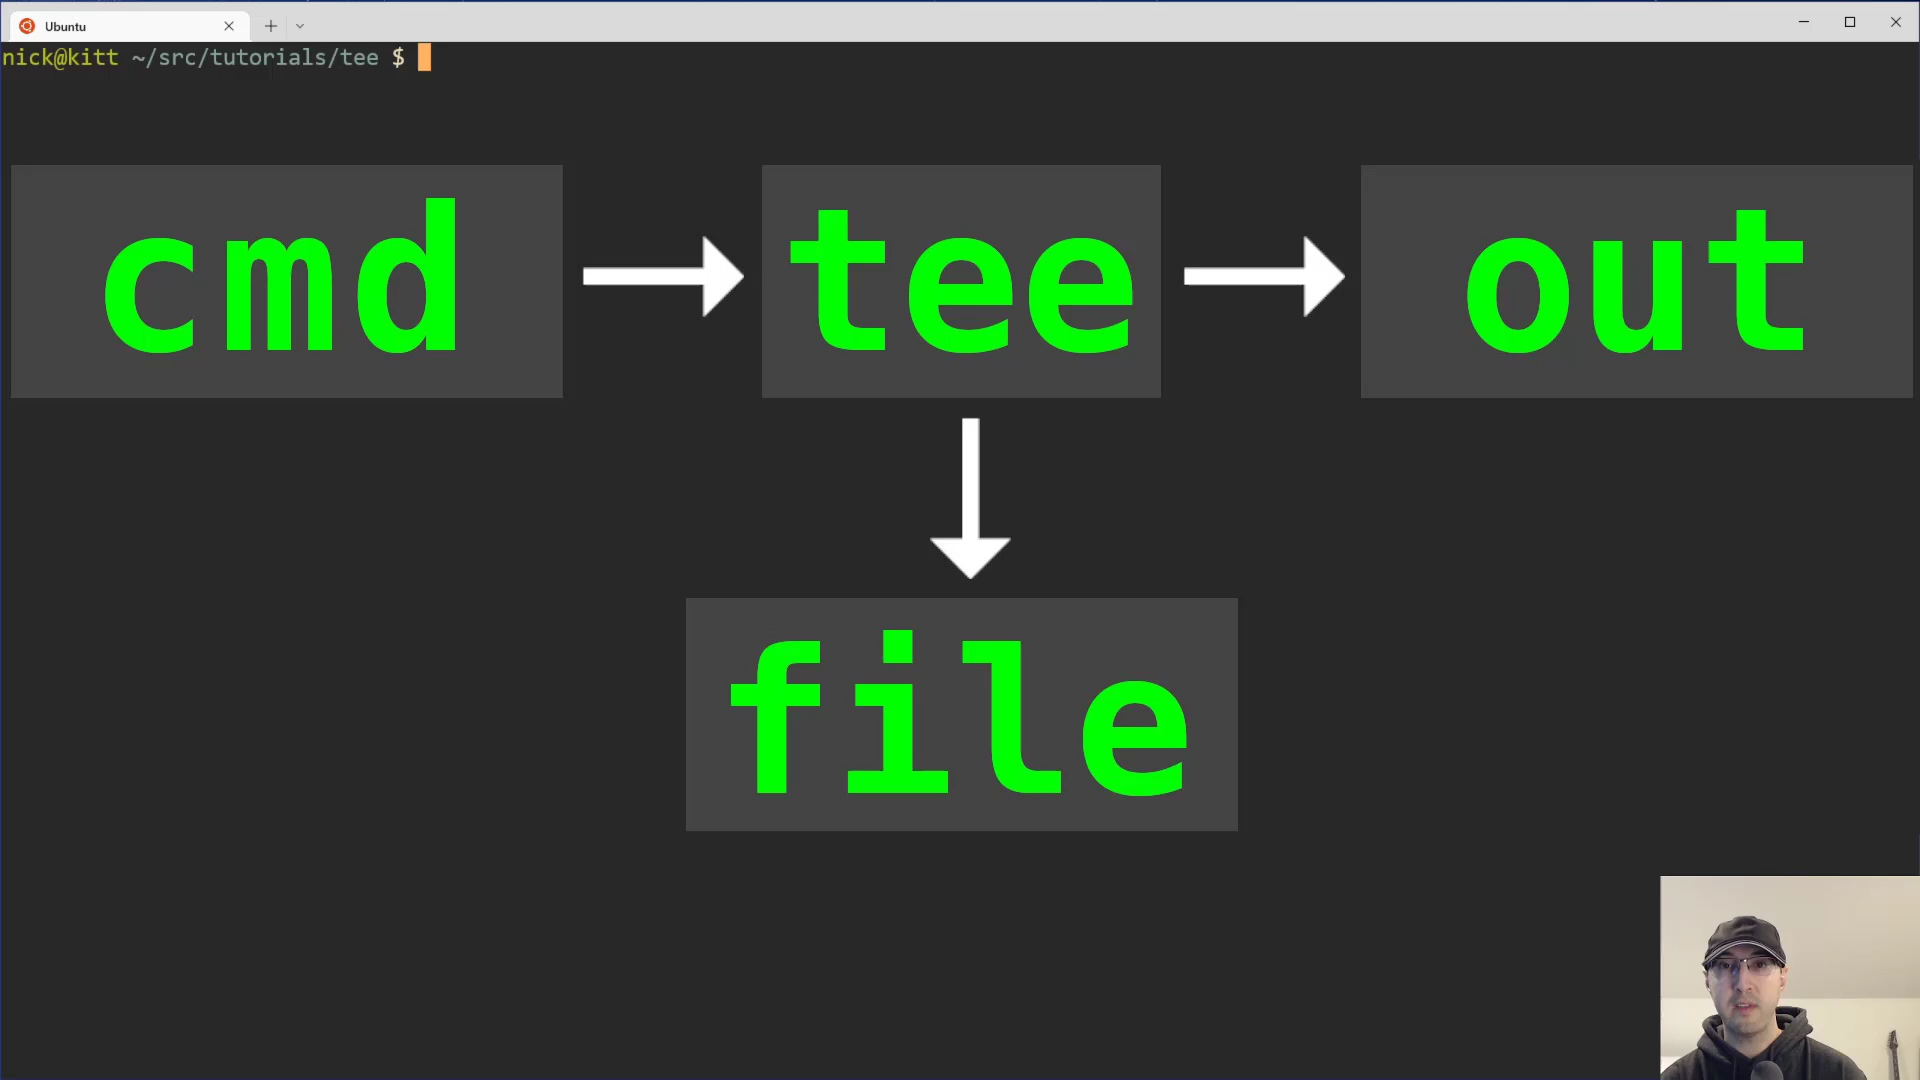 Ubuntu
nick@kitt ~/src/tutorials/tee $
cmd
tee
out
file